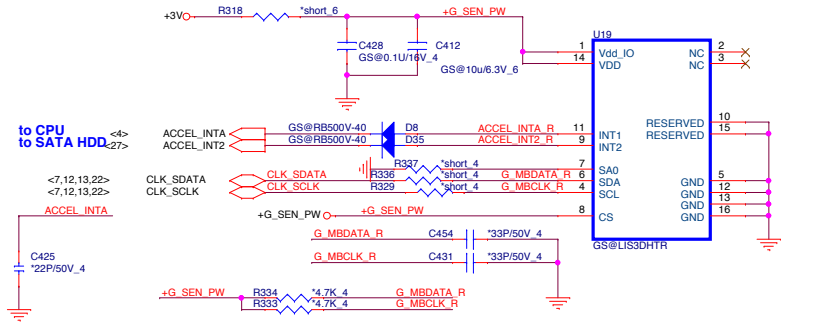 +3V R318 *short_6 +G_SEN_PW
U19
C428 C412
GS@0.1U/16V_4
GS@10u/6.3V_6
1 Vdd_IO NC 2
14 VDD NC 3
to CPU <4> ACCEL_INTA GS@RB500V-40 D8 ACCEL_INTA_R 11 INT1
to SATA HDD <27> ACCEL_INT2 GS@RB500V-40 D35 ACCEL_INT2_R 9 INT2
RESERVED 10
RESERVED 15
R337 *short_4 7 SA0
<7,12,13,22> CLK_SDATA CLK_SDATA R336 *short_4 G_MBDATA_R 6 SDA GND 5
<7,12,13,22> CLK_SCLK CLK_SCLK R329 *short_4 G_MBCLK_R 4 SCL GND 12
GND 13
+G_SEN_PW +G_SEN_PW 8 CS GND 16
GS@LIS3DHTR
ACCEL_INTA
C425
*22P/50V_4
G_MBDATA_R C454 *33P/50V_4
G_MBCLK_R C431 *33P/50V_4
+G_SEN_PW R334 *4.7K_4 G_MBDATA_R
R333 *4.7K_4 G_MBCLK_R